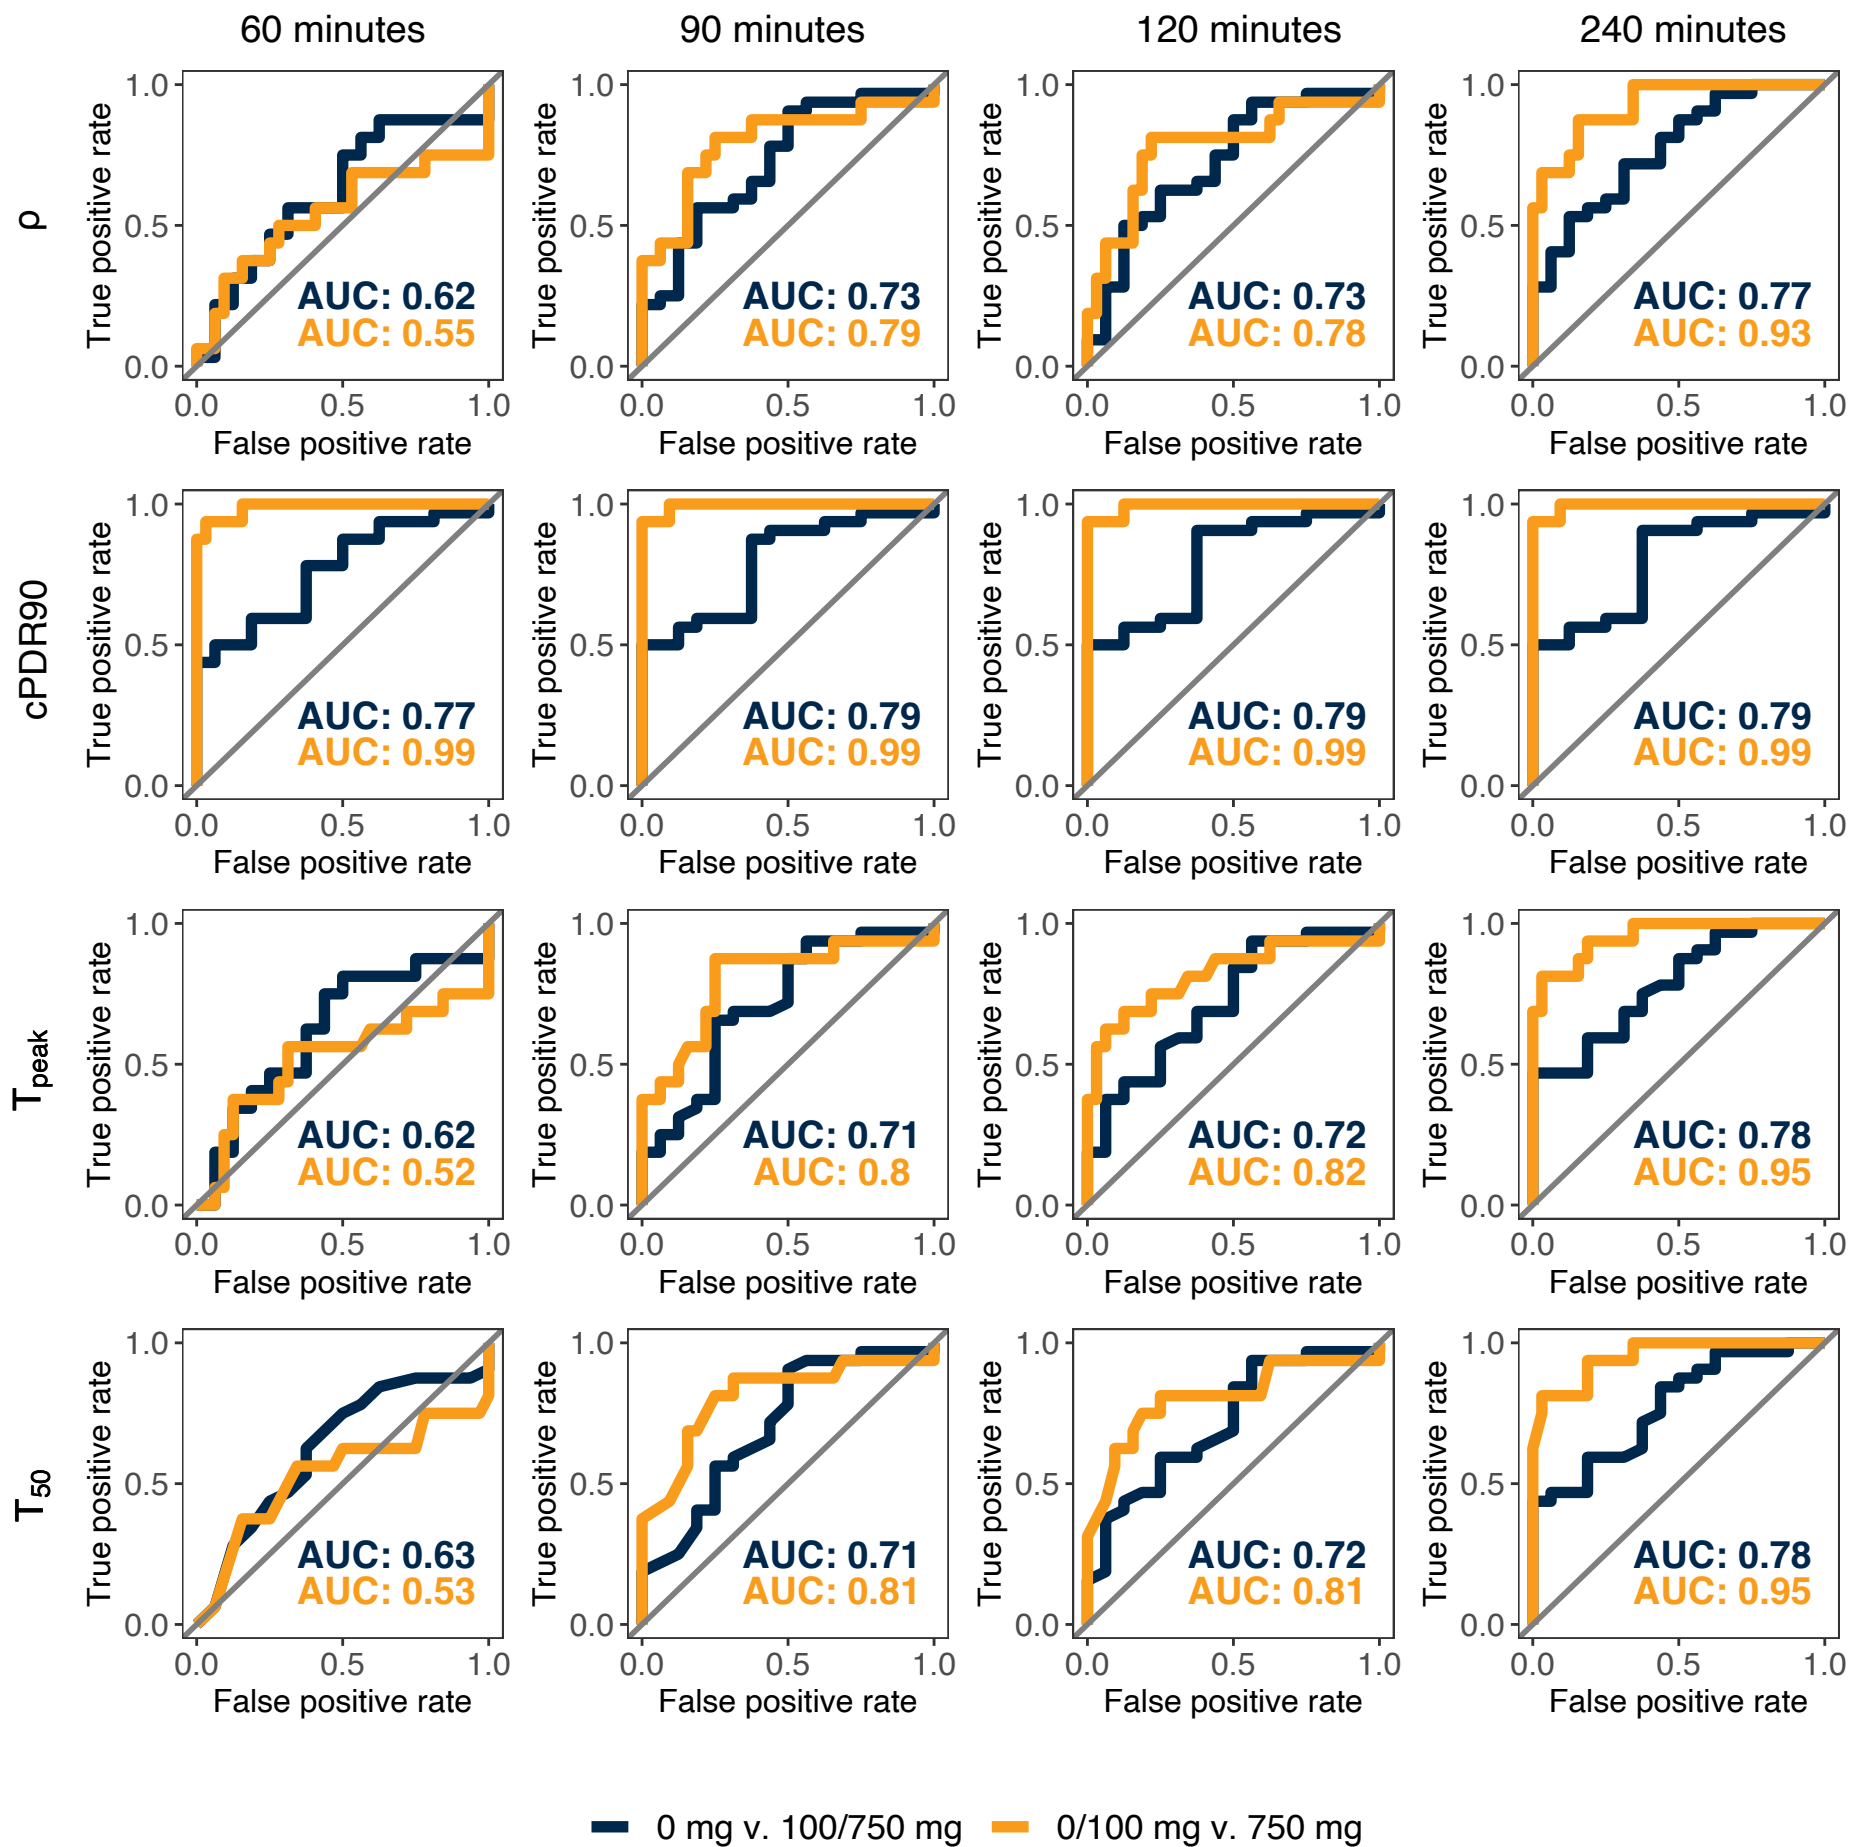 60 minutes 90 minutes 120 minutes 240 minutes
ρ
True positive rate True positive rate True positive rate True positive rate
1.0 1.0 1.0 1.0
0.5 0.5 0.5 0.5
AUC: 0.62 AUC: 0.73 AUC: 0.73 AUC: 0.77
AUC: 0.55 AUC: 0.79 AUC: 0.78 AUC: 0.93
0.0 0.0 0.0 0.0
0.0 0.5 1.0 0.0 0.5 1.0 0.0 0.5 1.0 0.0 0.5 1.0
False positive rate False positive rate False positive rate False positive rate
cPDR90
True positive rate True positive rate True positive rate True positive rate
1.0 1.0 1.0 1.0
0.5 0.5 0.5 0.5
AUC: 0.77 AUC: 0.79 AUC: 0.79 AUC: 0.79
AUC: 0.99 AUC: 0.99 AUC: 0.99 AUC: 0.99
0.0 0.0 0.0 0.0
0.0 0.5 1.0 0.0 0.5 1.0 0.0 0.5 1.0 0.0 0.5 1.0
False positive rate False positive rate False positive rate False positive rate
Tpeak
True positive rate True positive rate True positive rate True positive rate
1.0 1.0 1.0 1.0
0.5 0.5 0.5 0.5
AUC: 0.62 AUC: 0.71 AUC: 0.72 AUC: 0.78
AUC: 0.52 AUC: 0.8 AUC: 0.82 AUC: 0.95
0.0 0.0 0.0 0.0
0.0 0.5 1.0 0.0 0.5 1.0 0.0 0.5 1.0 0.0 0.5 1.0
False positive rate False positive rate False positive rate False positive rate
T50
True positive rate True positive rate True positive rate True positive rate
1.0 1.0 1.0 1.0
0.5 0.5 0.5 0.5
AUC: 0.63 AUC: 0.71 AUC: 0.72 AUC: 0.78
AUC: 0.53 AUC: 0.81 AUC: 0.81 AUC: 0.95
0.0 0.0 0.0 0.0
0.0 0.5 1.0 0.0 0.5 1.0 0.0 0.5 1.0 0.0 0.5 1.0
False positive rate False positive rate False positive rate False positive rate
0 mg v. 100/750 mg 0/100 mg v. 750 mg